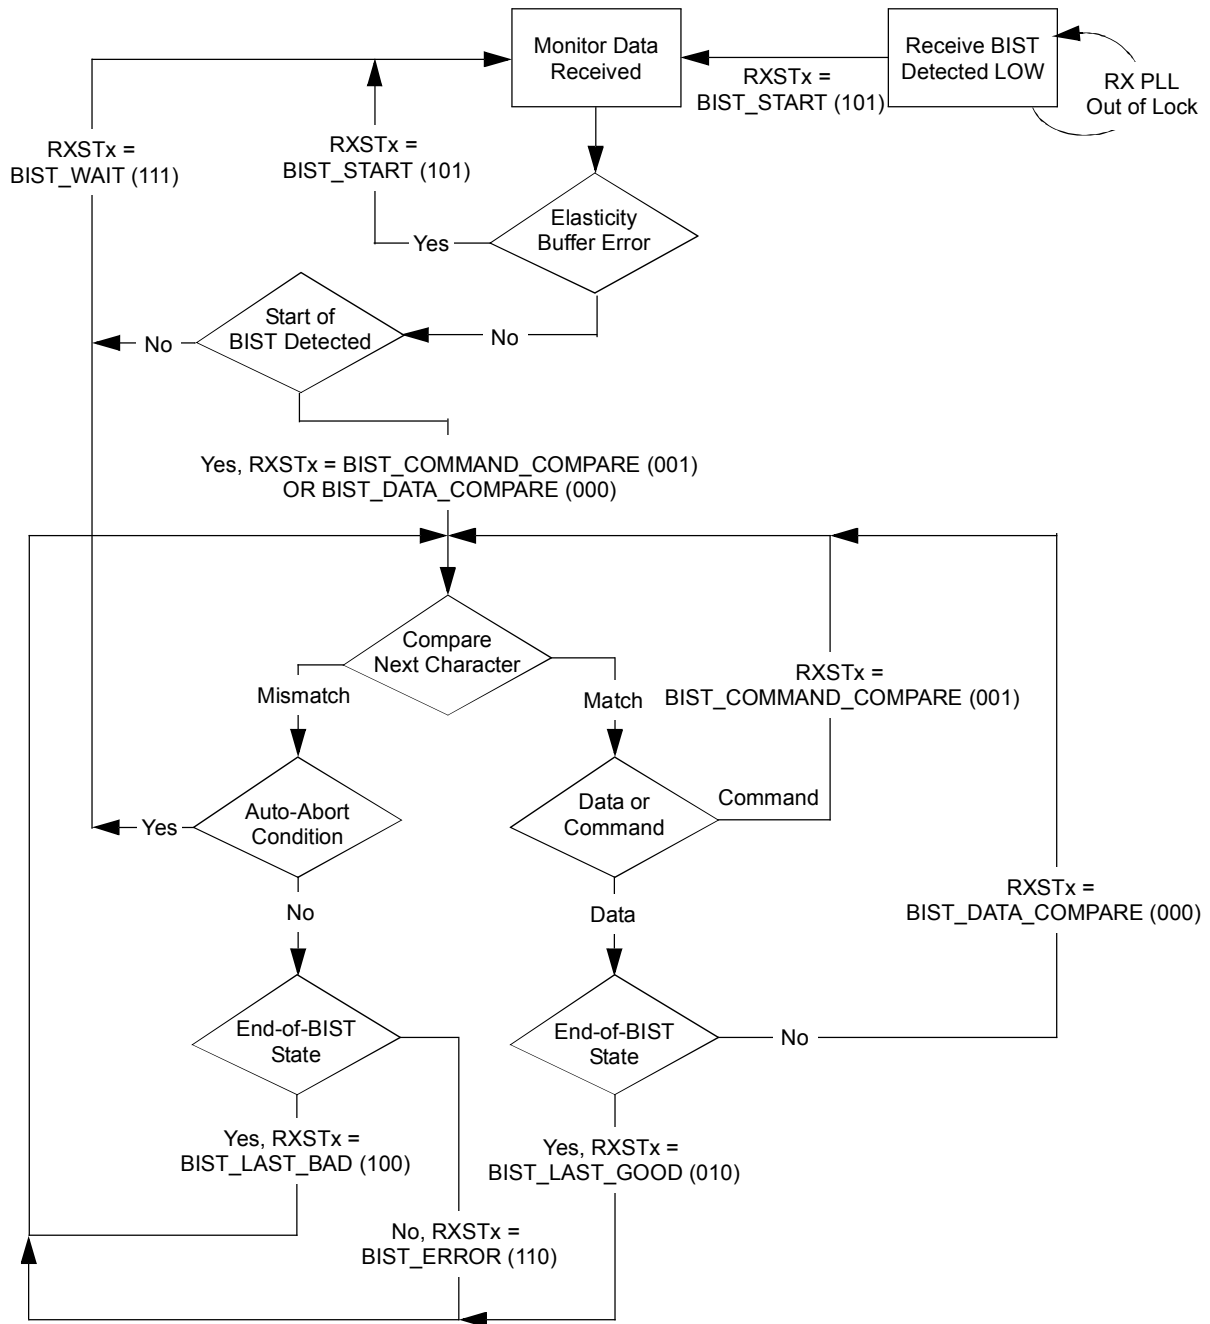 Monitor Data
Received
Receive BIST
Detected LOW
RX PLL
Out of Lock
RXSTx =
BIST_START (101)
RXSTx =
BIST_WAIT (111)
RXSTx =
BIST_START (101)
Elasticity
Buffer Error
Yes
Start of
BIST Detected
No
No
Yes, RXSTx = BIST_COMMAND_COMPARE (001)
OR BIST_DATA_COMPARE (000)
Compare
Next Character
Mismatch
Match
RXSTx =
BIST_COMMAND_COMPARE (001)
Auto-Abort
Condition
Yes
Data or
Command
Command
No
Data
RXSTx =
BIST_DATA_COMPARE (000)
End-of-BIST
State
End-of-BIST
State
No
Yes, RXSTx =
BIST_LAST_BAD (100)
Yes, RXSTx =
BIST_LAST_GOOD (010)
No, RXSTx =
BIST_ERROR (110)